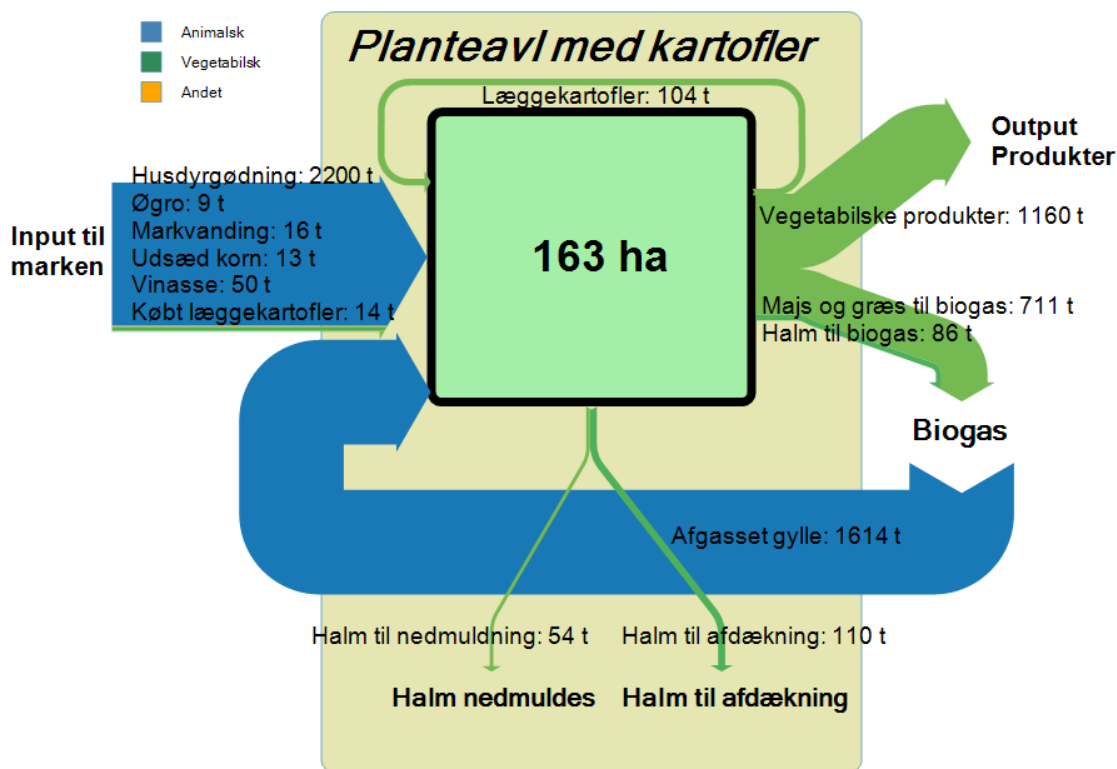 Animalsk
Vegetabilsk
Andet
Planteavl med kartofler
Læggekartofler: 104 t
Input til
marken
Husdyrgødning: 2200 t
Øgro: 9 t
Markvanding: 16 t
Udsæd korn: 13 t
Vinasse: 50 t
Købt læggekartofler: 14 t
163 ha
Output
Produkter
Vegetabilske produkter: 1160 t
Majs og græs til biogas: 711 t
Halm til biogas: 86 t
Biogas
Afgasset gylle: 1614 t
Halm til nedmuldning: 54 t
Halm til afdækning: 110 t
Halm nedmuldes
Halm til afdækning